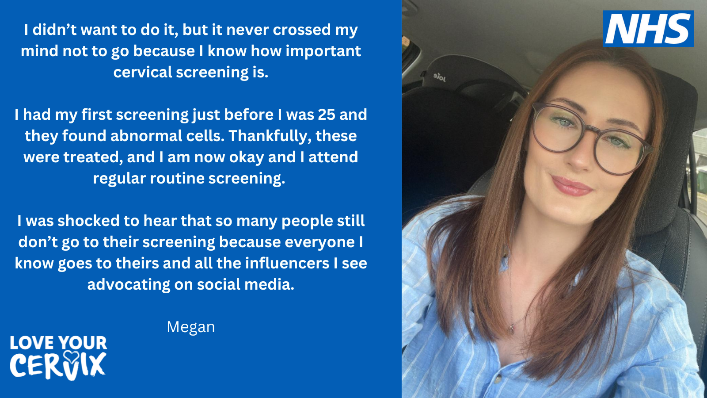 I didn't want to do it, but it never crossed my
mind not to go because I know how important
cervical screening is.
I had my first screening just before I was 25 and
they found abnormal cells. Thankfully, these
were treated, and I am now okay and I attend
regular routine screening.
I was shocked to hear that so many people still
don't go to their screening because everyone I
know goes to theirs and all the influencers I see
advocating on social media.
Megan
LOVE YOUR
CERVIX
NHS